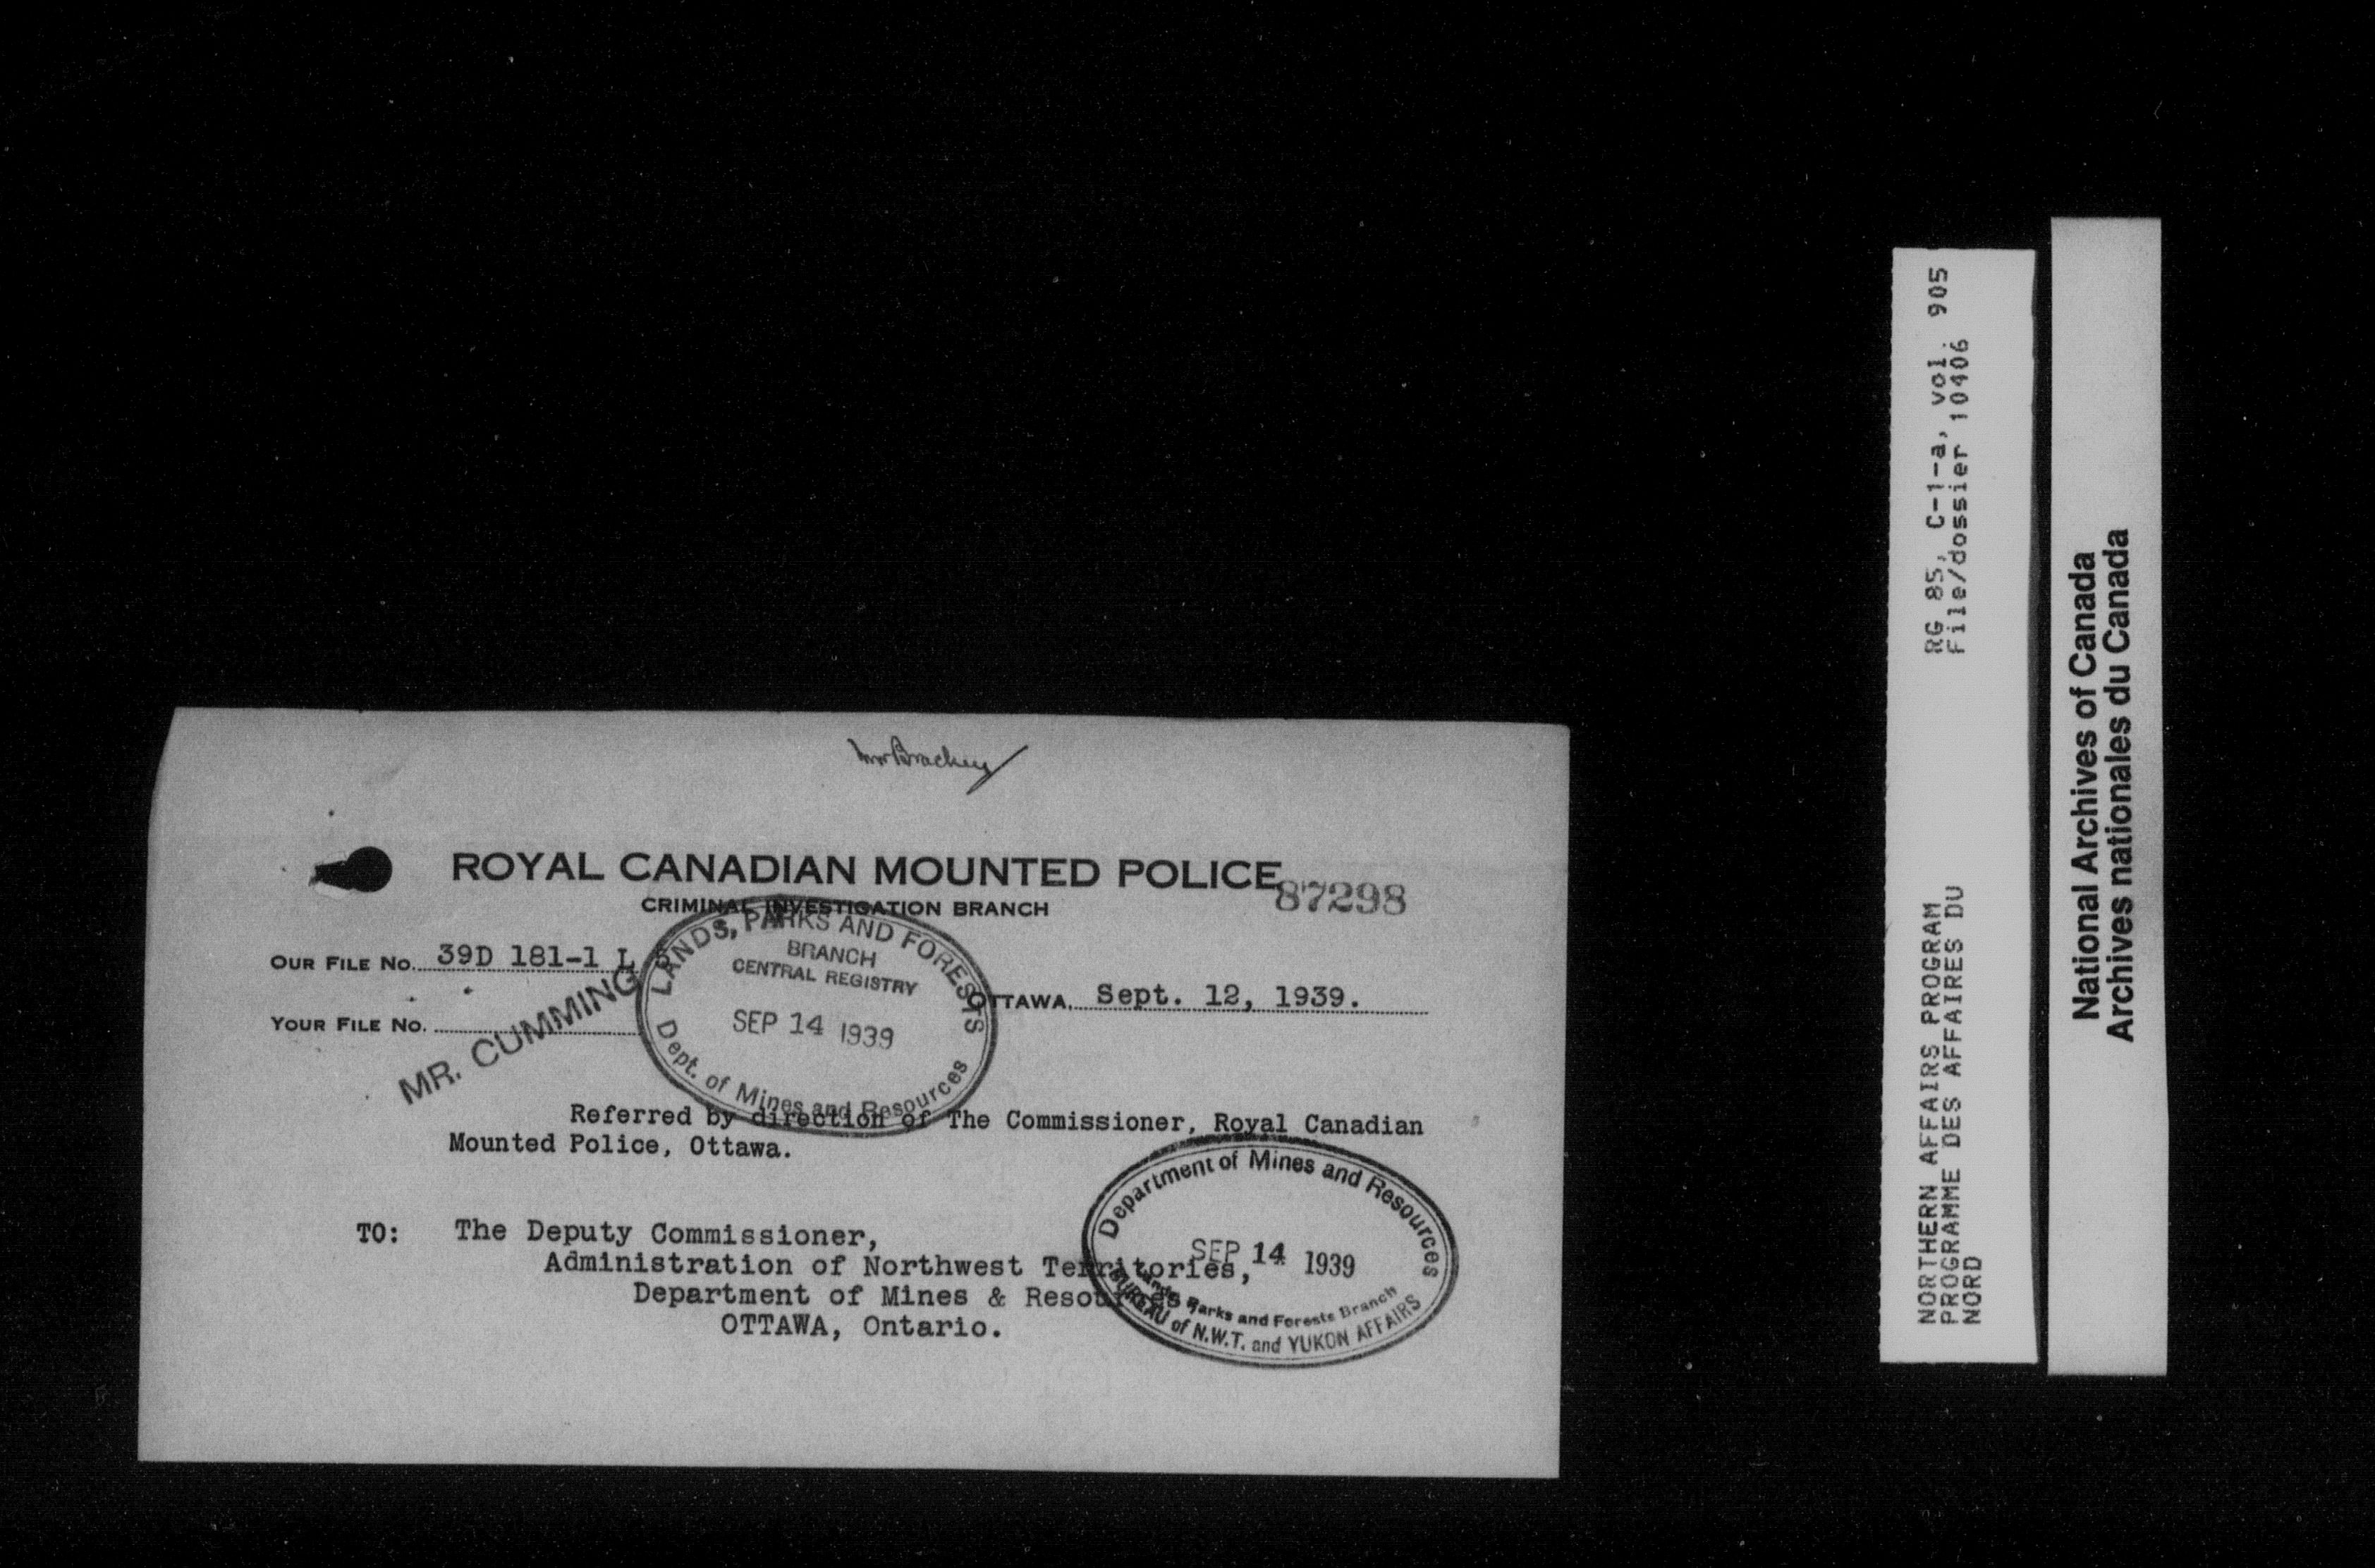 Mr Brackey
ROYAL CANADIAN MOUNTED POLICE
87298
CRIMINAL INVESTIGATION BRANCH
OUR FILE NO. 39D 181-1 L
LANDS, PARKS AND FORESTS
BRANCH
CENTRAL REGISTRY
SEP 14 1939
Dept. of Mines and Resources
OTTAWA, Sept. 12, 1939.
YOUR FILE NO.
MR. CUMMING
Referred by direction of The Commissioner, Royal Canadian
Mounted Police, Ottawa.
TO: The Deputy Commissioner,
Administration of Northwest Territories,
Department of Mines & Resources
OTTAWA, Ontario.
Department of Mines and Resources
SEP 14 1939
Lands Parks and Forests Branch
BUREAU of N.W.T. and YUKON AFFAIRS
RG 85, C-1-a, vol. 905
File/dossier 10406
NORTHERN AFFAIRS PROGRAM
PROGRAMME DES AFFAIRES DU
NORD
National Archives of Canada
Archives nationales du Canada